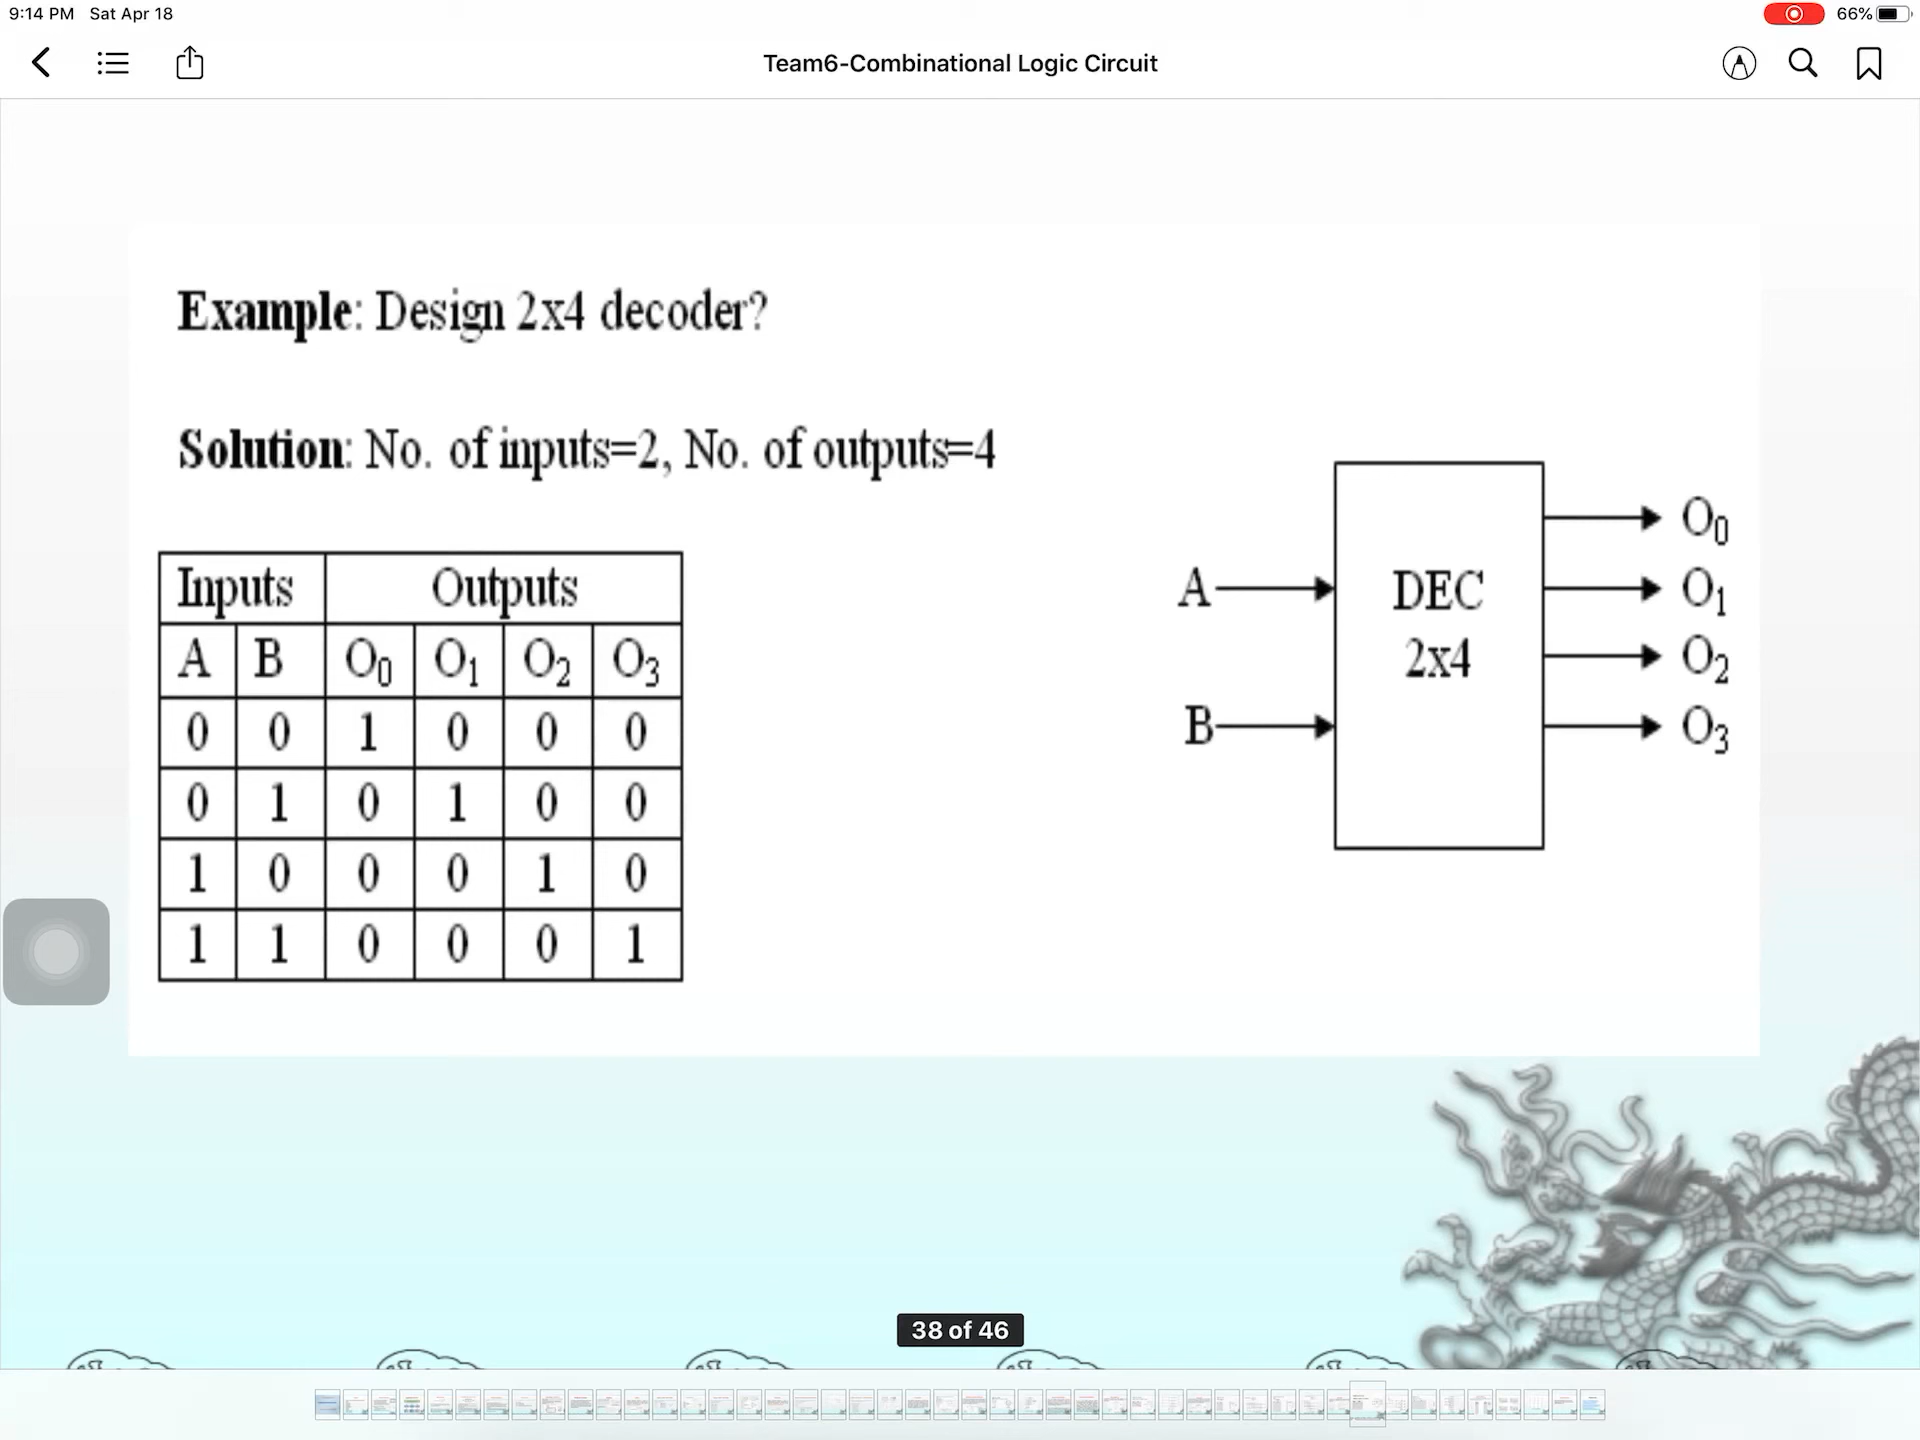 9:14 PM Sat Apr 18
66%
Team6-Combinational Logic Circuit
Example: Design 2x4 decoder?
Solution: No. of inputs=2, No. of outputs=4
Inputs Outputs
A B O₀ O₁ O₂ O₃
0 0 1 0 0 0
0 1 0 1 0 0
1 0 0 0 1 0
1 1 0 0 0 1
A
B
DEC
2x4
O₀
O₁
O₂
O₃
38 of 46